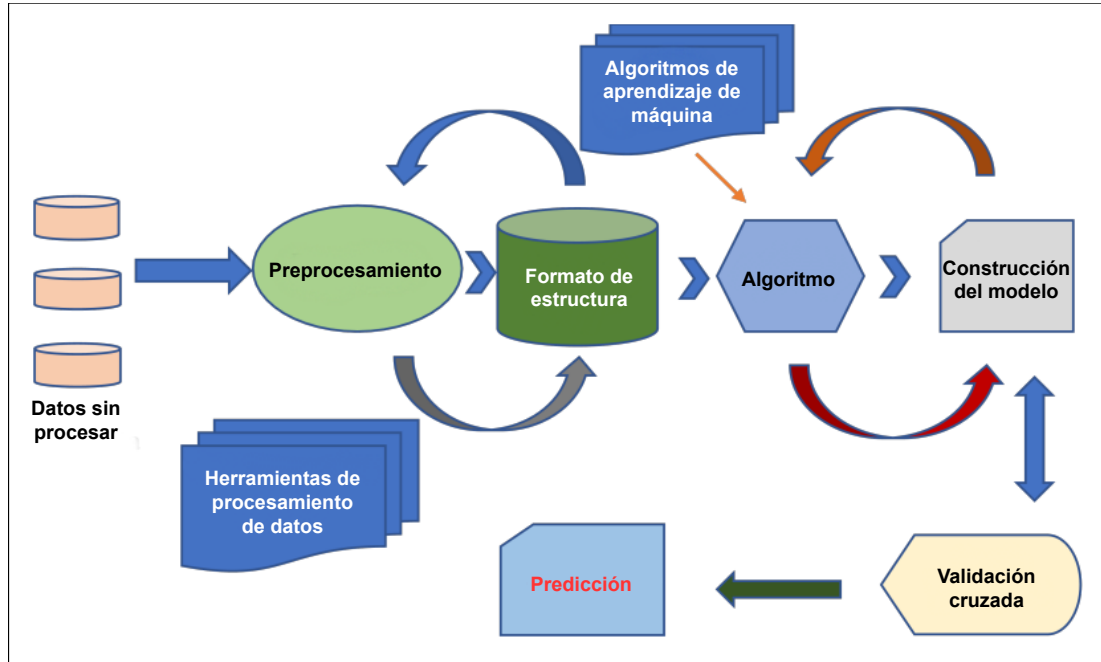 Algoritmos de
aprendizaje de
máquina
Preprocesamiento
Formato de
estructura
Algoritmo
Construcción
del modelo
Datos sin
procesar
Herramientas de
procesamiento
de datos
Predicción
Validación
cruzada